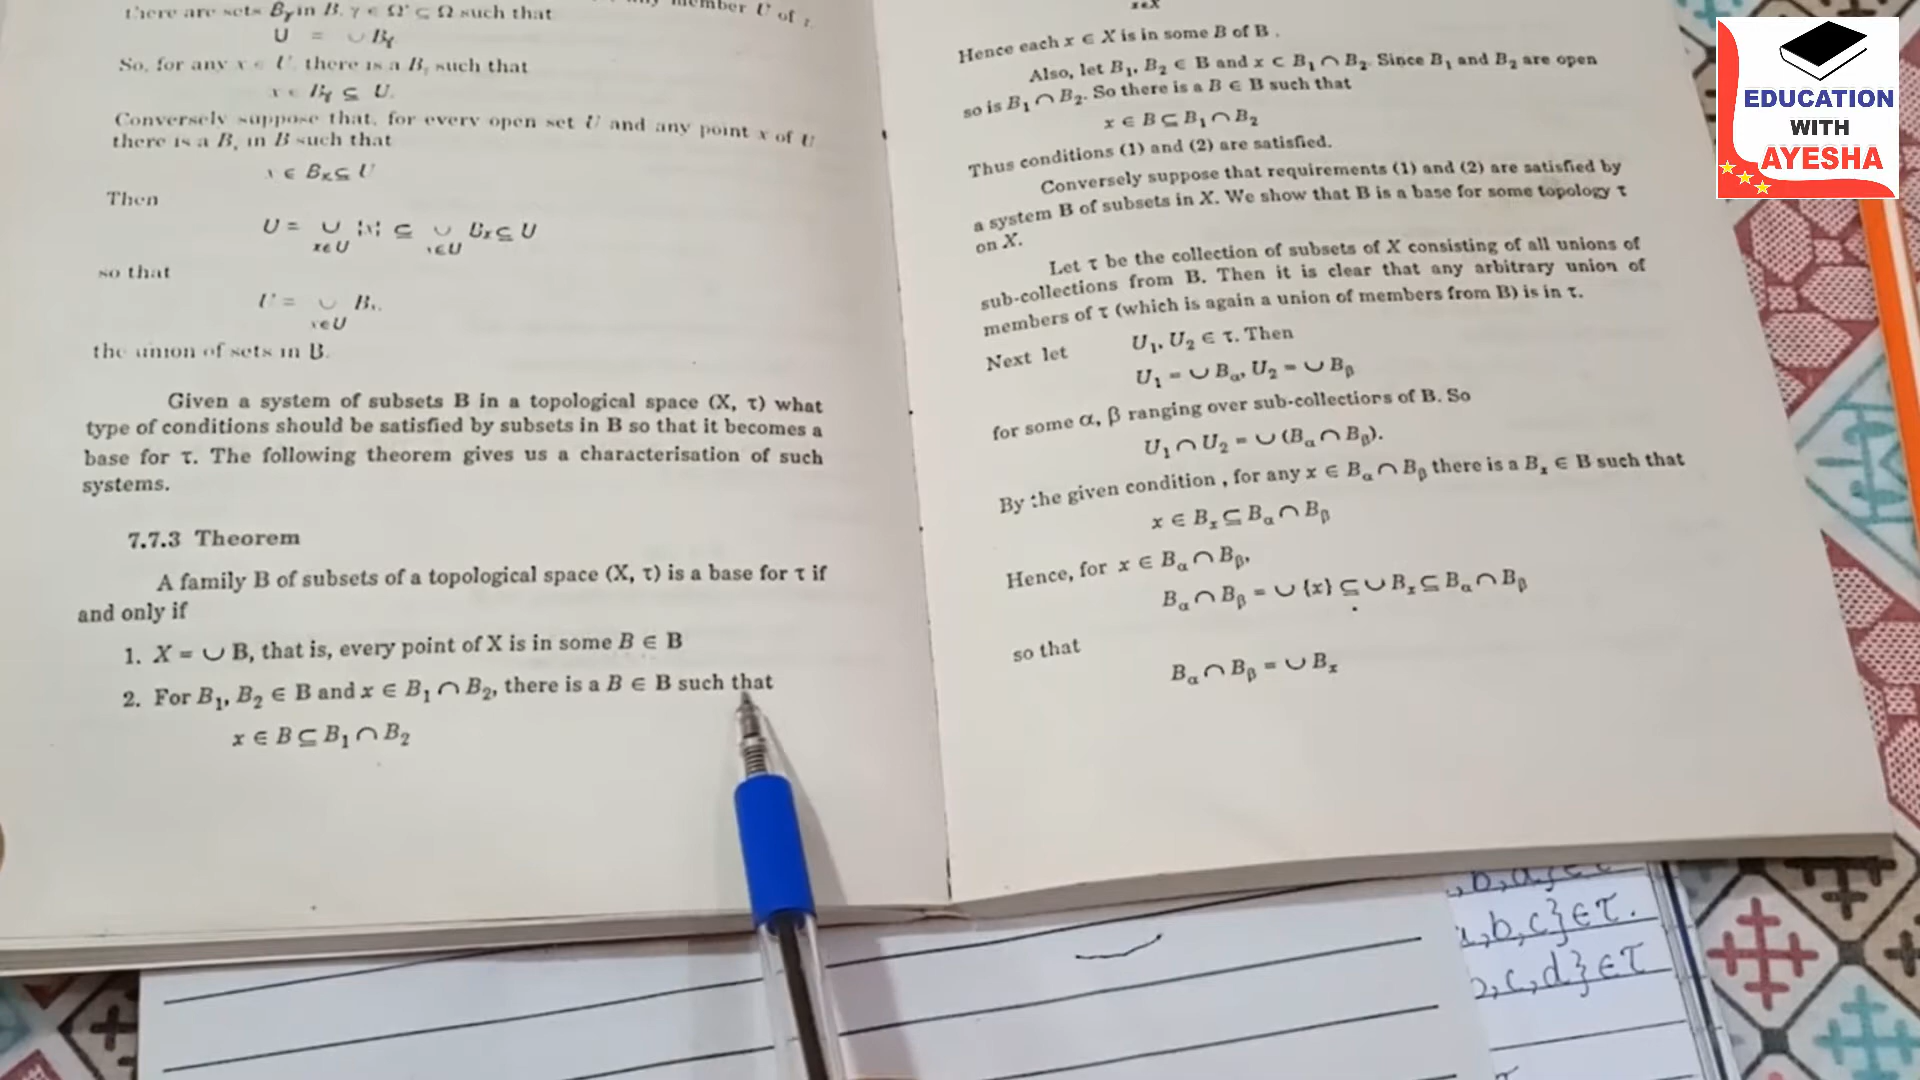 there are sets Bγ in B, γ ∈ Ω' ⊆ Ω such that
member U of τ,
U = ∪ Bγ
So, for any x ∈ U, there is a Bγ such that
x ∈ Bγ ⊆ U.
Conversely suppose that, for every open set U and any point x of U
there is a Bx in B such that
x ∈ Bx ⊆ U
Then
U = ∪ {x} ⊆ ∪ Bx ⊆ U
x∈U x∈U
so that
U = ∪ Bx,
x∈U
the union of sets in B.
Given a system of subsets B in a topological space (X, τ) what
type of conditions should be satisfied by subsets in B so that it becomes a
base for τ. The following theorem gives us a characterisation of such
systems.
7.7.3 Theorem
A family B of subsets of a topological space (X, τ) is a base for τ if
and only if
1. X = ∪ B, that is, every point of X is in some B ∈ B
2. For B₁, B₂ ∈ B and x ∈ B₁ ∩ B₂, there is a B ∈ B such that
x ∈ B ⊆ B₁ ∩ B₂
x∈X
Hence each x ∈ X is in some B of B .
Also, let B₁, B₂ ∈ B and x ⊂ B₁ ∩ B₂. Since B₁ and B₂ are open
so is B₁ ∩ B₂. So there is a B ∈ B such that
x ∈ B ⊆ B₁ ∩ B₂
Thus conditions (1) and (2) are satisfied.
Conversely suppose that requirements (1) and (2) are satisfied by
a system B of subsets in X. We show that B is a base for some topology τ
on X.
Let τ be the collection of subsets of X consisting of all unions of
sub-collections from B. Then it is clear that any arbitrary union of
members of τ (which is again a union of members from B) is in τ.
Next let U₁, U₂ ∈ τ. Then
U₁ = ∪ Bα, U₂ = ∪ Bβ
for some α, β ranging over sub-collections of B. So
U₁ ∩ U₂ = ∪ (Bα ∩ Bβ).
By the given condition , for any x ∈ Bα ∩ Bβ there is a Bx ∈ B such that
x ∈ Bx ⊆ Bα ∩ Bβ
Hence, for x ∈ Bα ∩ Bβ,
Bα ∩ Bβ = ∪ {x} ⊆ ∪ Bx ⊆ Bα ∩ Bβ
so that
Bα ∩ Bβ = ∪ Bx
EDUCATION
WITH
AYESHA
,b,c}∈τ.
,c,d}∈τ